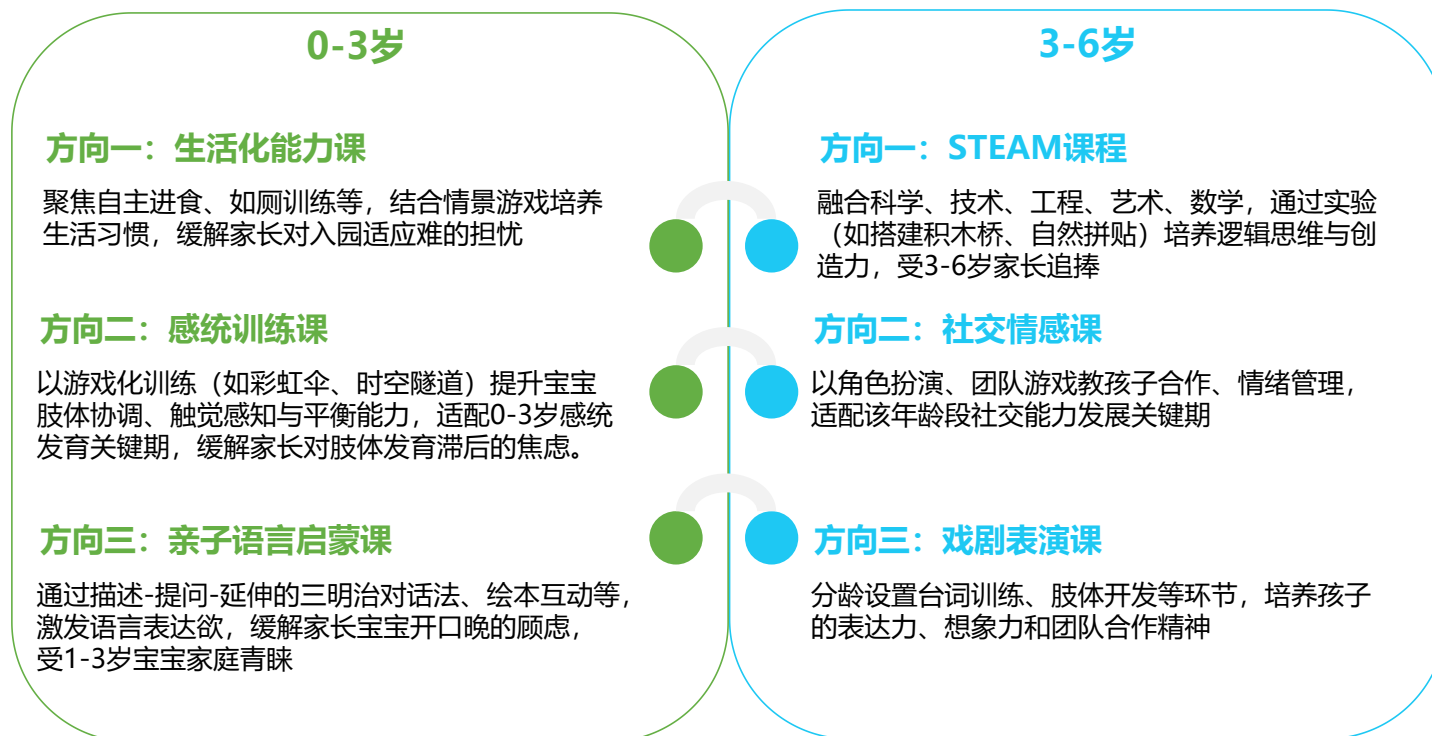 0-3岁
方向一：生活化能力课
聚焦自主进食、如厕训练等，结合情景游戏培养
生活习惯，缓解家长对入园适应难的担忧
方向二：感统训练课
以游戏化训练（如彩虹伞、时空隧道）提升宝宝
肢体协调、触觉感知与平衡能力，适配0-3岁感统
发育关键期，缓解家长对肢体发育滞后的焦虑。
方向三：亲子语言启蒙课
通过描述-提问-延伸的三明治对话法、绘本互动等，
激发语言表达欲，缓解家长宝宝开口晚的顾虑，
受1-3岁宝宝家庭青睐
3-6岁
方向一：STEAM课程
融合科学、技术、工程、艺术、数学，通过实验
（如搭建积木桥、自然拼贴）培养逻辑思维与创
造力，受3-6岁家长追捧
方向二：社交情感课
以角色扮演、团队游戏教孩子合作、情绪管理，
适配该年龄段社交能力发展关键期
方向三：戏剧表演课
分龄设置台词训练、肢体开发等环节，培养孩子
的表达力、想象力和团队合作精神